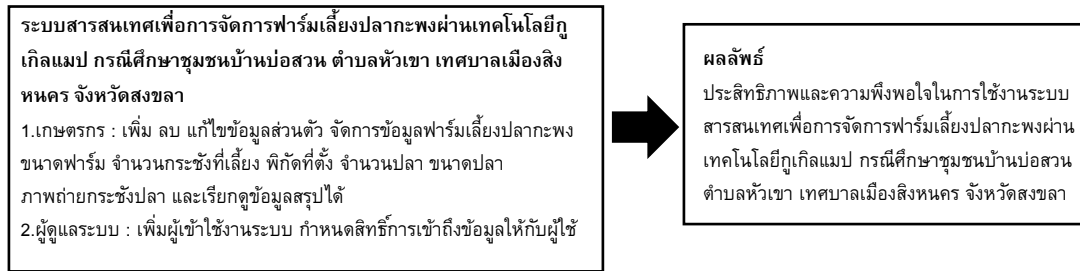 ระบบสารสนเทศเพื่อการจัดการฟาร์มเลี้ยงปลากะพงผ่านเทคโนโลยีกู
เกิลแมป กรณีศึกษาชุมชนบ้านบ่อสวน ตำบลหัวเขา เทศบาลเมืองสิง
หนคร จังหวัดสงขลา
1.เกษตรกร : เพิ่ม ลบ แก้ไขข้อมูลส่วนตัว จัดการข้อมูลฟาร์มเลี้ยงปลากะพง
ขนาดฟาร์ม จำนวนกระชังที่เลี้ยง พิกัดที่ตั้ง จำนวนปลา ขนาดปลา
ภาพถ่ายกระชังปลา และเรียกดูข้อมูลสรุปได้
2.ผู้ดูแลระบบ : เพิ่มผู้เข้าใช้งานระบบ กำหนดสิทธิ์การเข้าถึงข้อมูลให้กับผู้ใช้
ผลลัพธ์
ประสิทธิภาพและความพึงพอใจในการใช้งานระบบ
สารสนเทศเพื่อการจัดการฟาร์มเลี้ยงปลากะพงผ่าน
เทคโนโลยีกูเกิลแมป กรณีศึกษาชุมชนบ้านบ่อสวน
ตำบลหัวเขา เทศบาลเมืองสิงหนคร จังหวัดสงขลา